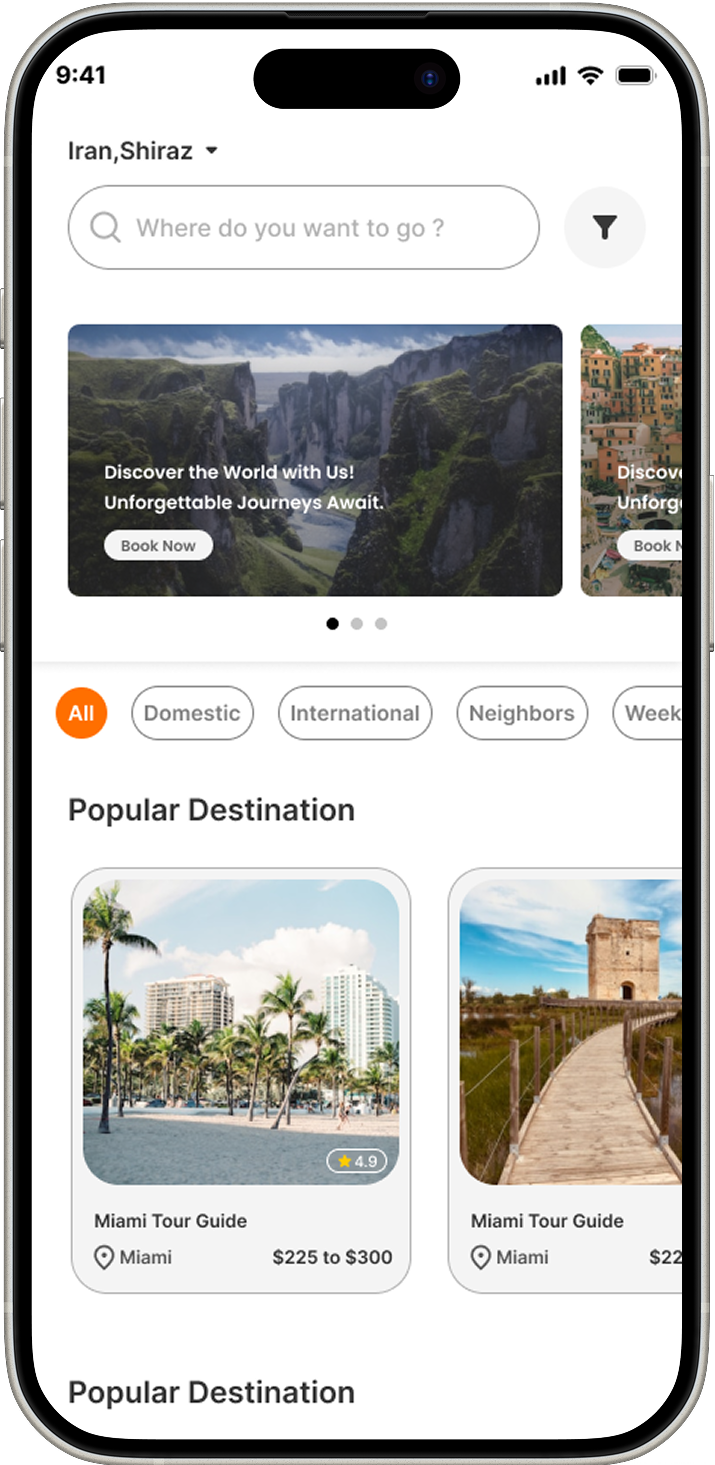 9:41
Iran,Shiraz
Where do you want to go ?
Discover the World with Us!
Unforgettable Journeys Await.
Book Now
Discov
Unforg
Book N
All
Domestic
International
Neighbors
Week
Popular Destination
4.9
Miami Tour Guide
Miami
$225 to $300
Miami Tour Guide
Miami
$22
Popular Destination